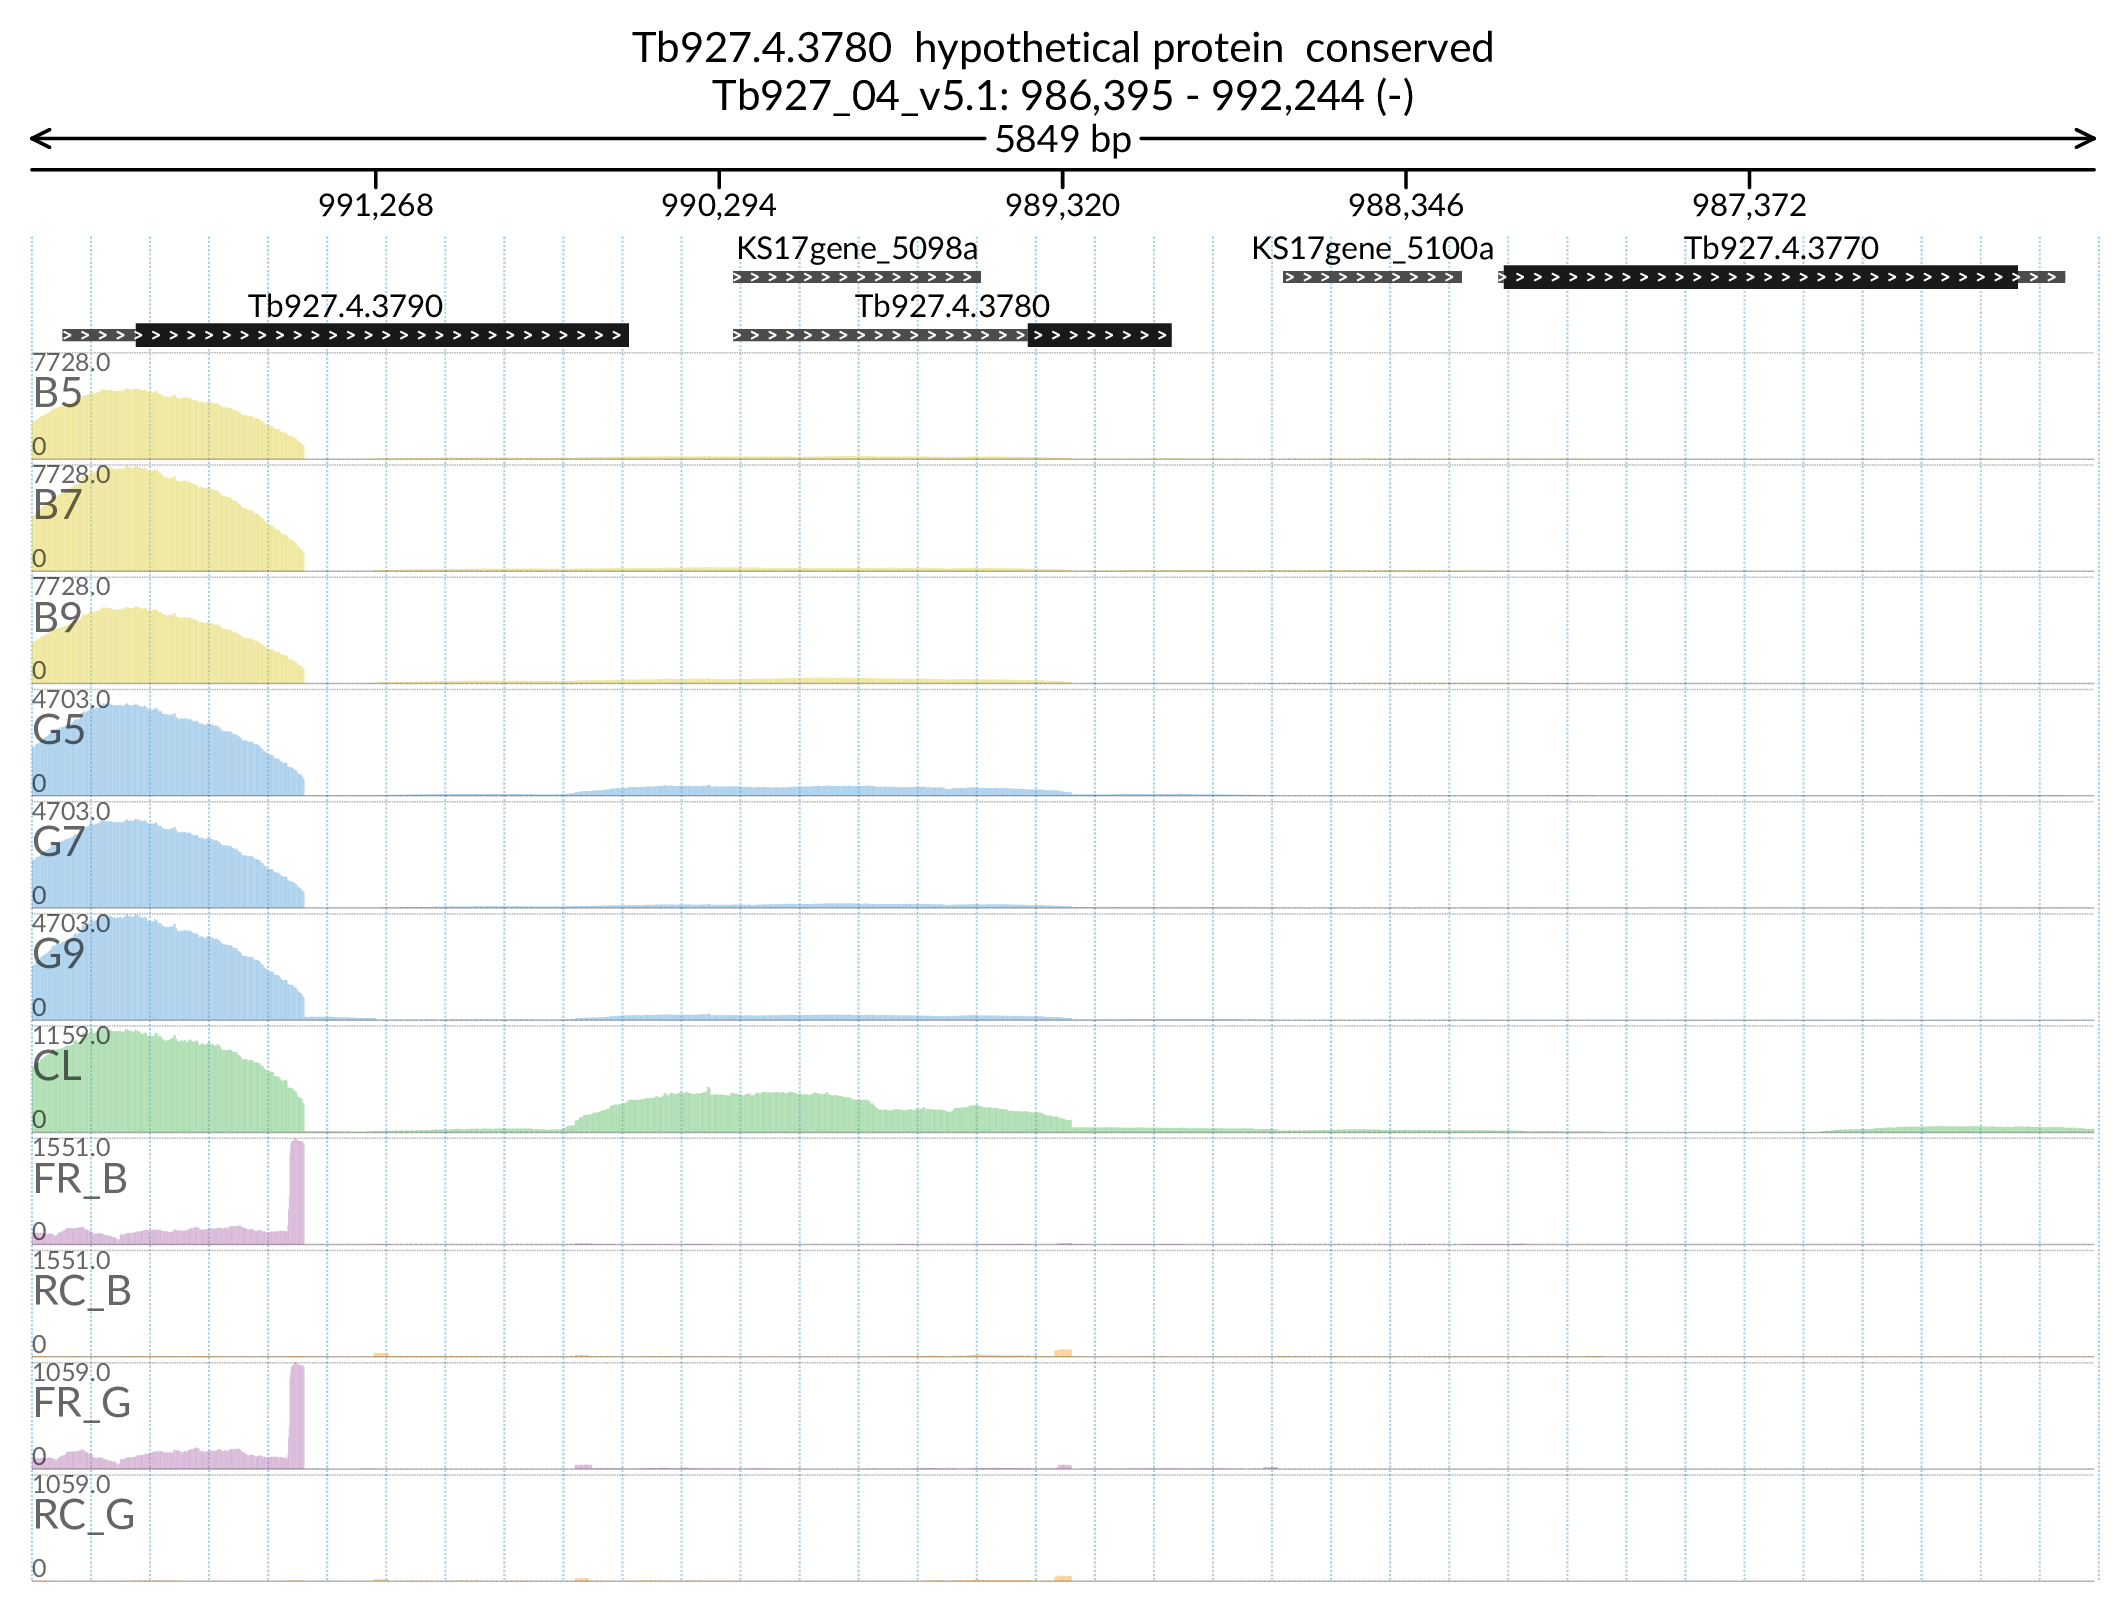 Tb927.4.3780 hypothetical protein conserved
Tb927_04_v5.1: 986,395 - 992,244 (-)
5849 bp
991,268 990,294 989,320 988,346 987,372
KS17gene_5098a KS17gene_5100a Tb927.4.3770
Tb927.4.3790 Tb927.4.3780
7728.0
B5
0
7728.0
B7
0
7728.0
B9
0
4703.0
G5
0
4703.0
G7
0
4703.0
G9
0
1159.0
CL
0
1551.0
FR_B
0
1551.0
RC_B
0
1059.0
FR_G
0
1059.0
RC_G
0